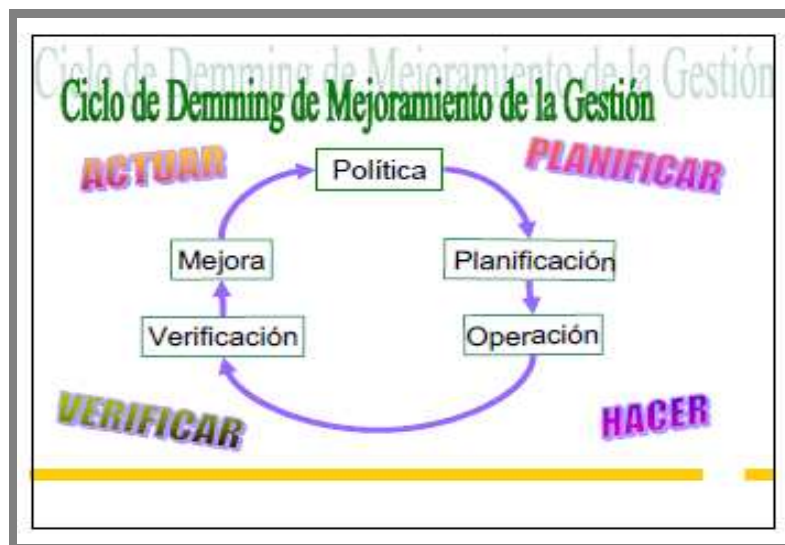 Ciclo de Demming de Mejoramiento de la Gestión
Ciclo de Demming de Mejoramiento de la Gestión
ACTUAR
PLANIFICAR
Política
Mejora
Planificación
Verificación
Operación
VERIFICAR
HACER